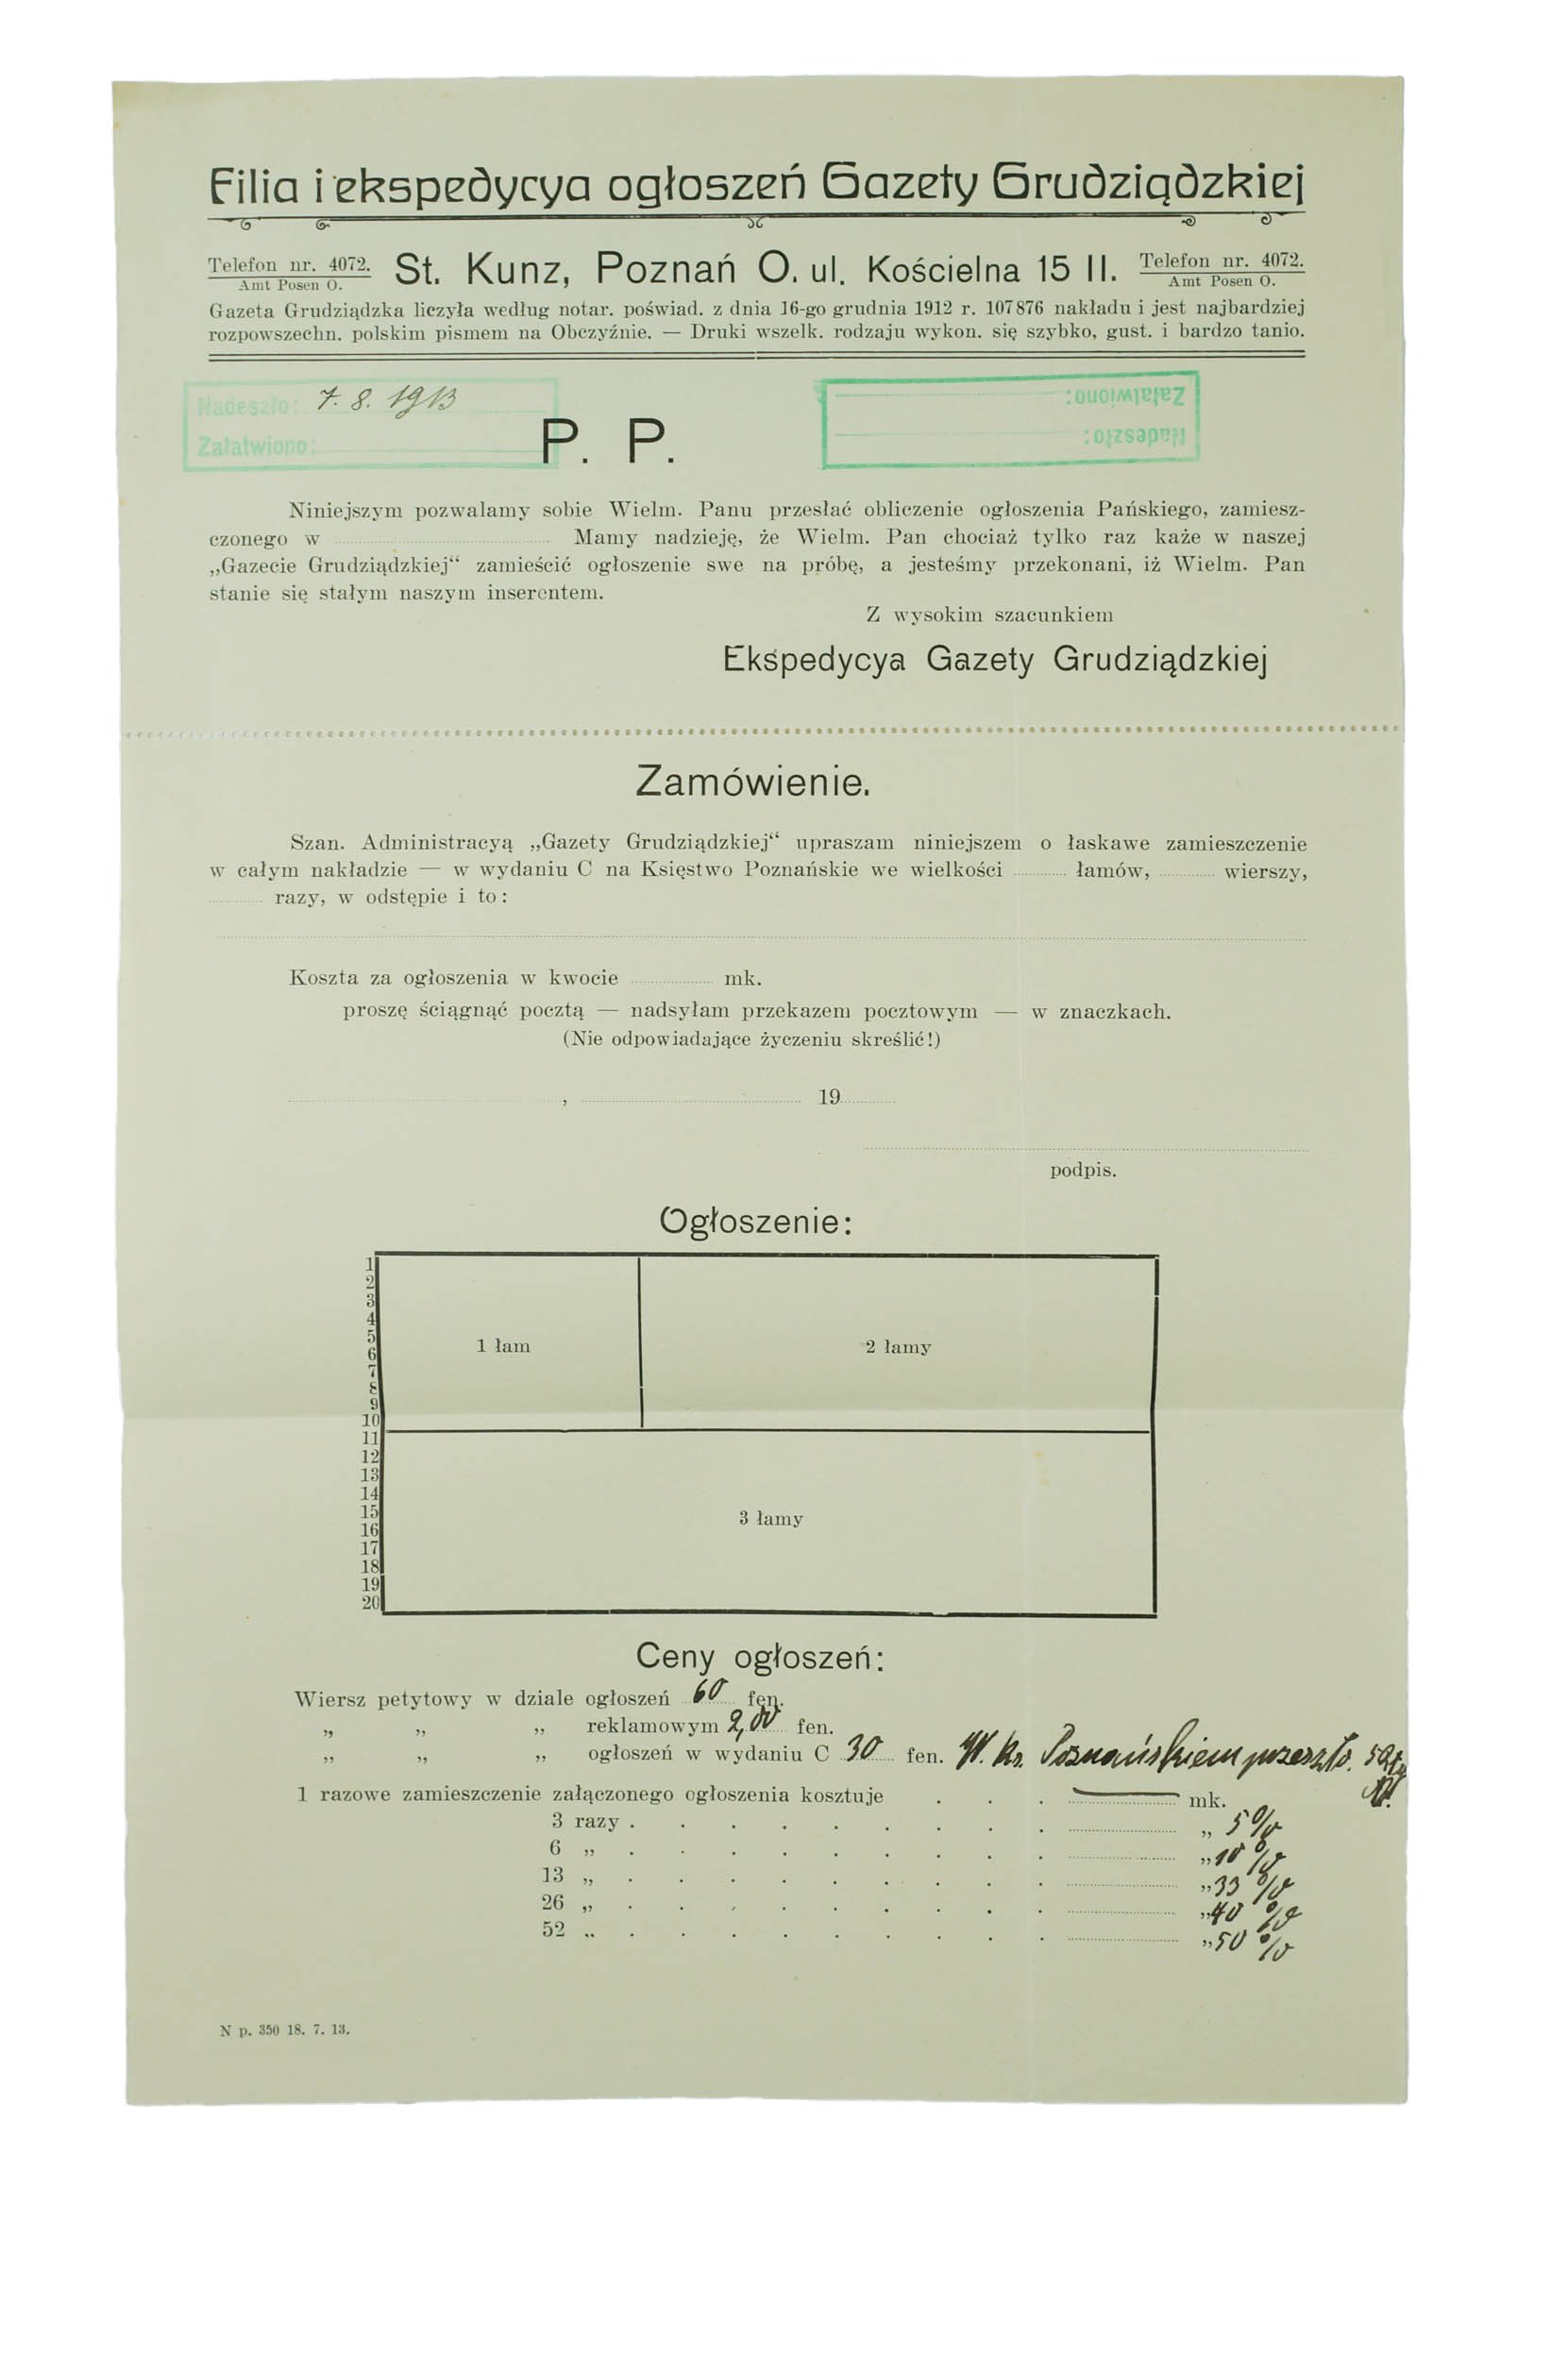 Filia i ekspedycya ogłoszeń Gazety Grudziądzkiej
Telefon nr. 4072.
Amt Posen O.
St. Kunz, Poznań O. ul. Kościelna 15 II.
Telefon nr. 4072.
Amt Posen O.
Gazeta Grudziądzka liczyła według notar. poświad. z dnia 16-go grudnia 1912 r. 107876 nakładu i jest najbardziej
rozpowszechn. polskim pismem na Obczyźnie. — Druki wszelk. rodzaju wykon. się szybko, gust. i bardzo tanio.
Nadeszło: 7. 8. 1913
Załatwiono:
Nadeszło:
Załatwiono:
P. P.
Niniejszym pozwalamy sobie Wielm. Panu przesłać obliczenie ogłoszenia Pańskiego, zamiesz-
czonego w Mamy nadzieję, że Wielm. Pan chociaż tylko raz każe w naszej
„Gazecie Grudziądzkiej“ zamieścić ogłoszenie swe na próbę, a jesteśmy przekonani, iż Wielm. Pan
stanie się stałym naszym inserentem.
Z wysokim szacunkiem
Ekspedycya Gazety Grudziądzkiej
Zamówienie.
Szan. Administracyą „Gazety Grudziądzkiej“ upraszam niniejszem o łaskawe zamieszczenie
w całym nakładzie — w wydaniu C na Księstwo Poznańskie we wielkości łamów, wierszy,
razy, w odstępie i to:
Koszta za ogłoszenia w kwocie mk.
proszę ściągnąć pocztą — nadsyłam przekazem pocztowym — w znaczkach.
(Nie odpowiadające życzeniu skreślić!)
, 19
podpis.
Ogłoszenie:
1
2
3
4
5
6
7
8
9
10
11
12
13
14
15
16
17
18
19
20
1 łam
2 łamy
3 łamy
Ceny ogłoszeń:
Wiersz petytowy w dziale ogłoszeń 60 fen.
„ „ „ reklamowym 2,00 fen.
„ „ „ ogłoszeń w wydaniu C 30 fen. W. Ks. Poznańskiem przeszło
1 razowe zamieszczenie załączonego ogłoszenia kosztuje . . . mk.
3 razy . . . . . . . . . „ 5%
6 „ . . . . . . . . . „ 10%
13 „ . . . . . . . . . „ 33%
26 „ . . . . . . . . . „ 40%
52 „ . . . . . . . . . „ 50%
N p. 350 18. 7. 13.